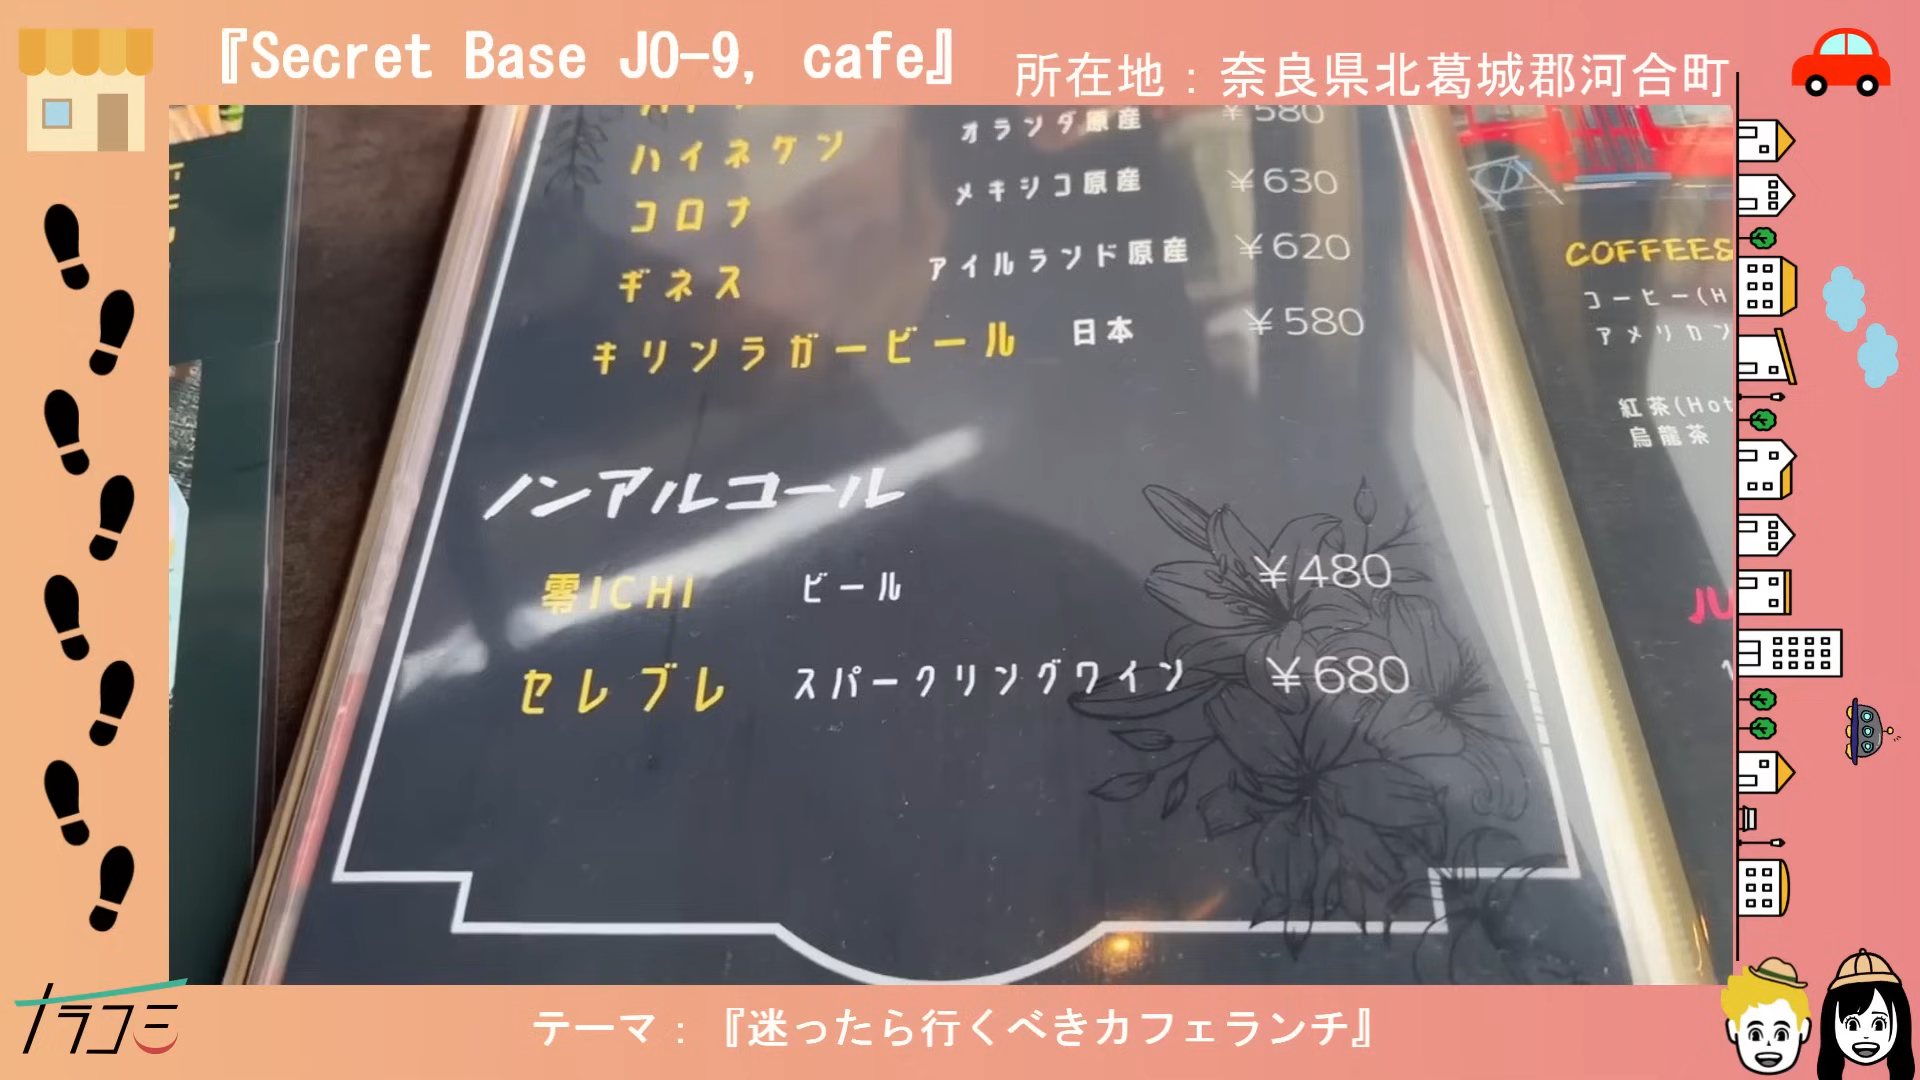 『Secret Base JO-9, cafe』
所在地：奈良県北葛城郡河合町
ハイネケン オランダ原産 ¥580
コロナ メキシコ原産 ¥630
ギネス アイルランド原産 ¥620
キリンラガービール 日本 ¥580
ノンアルコール
零ICHI ビール ¥480
セレブレ スパークリングワイン ¥680
COFFEES
コーヒー(H
アメリカン
紅茶(Hot
烏龍茶
JU
ナラコミ
テーマ：『迷ったら行くべきカフェランチ』